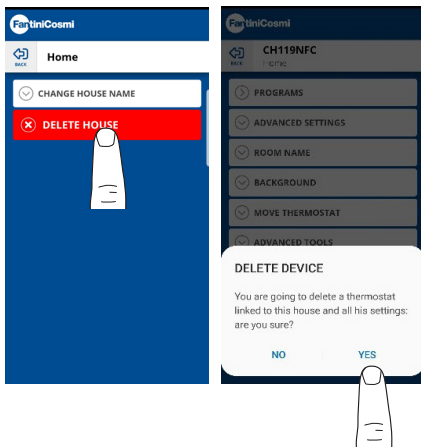 FantiniCosmi
BACK
Home
CHANGE HOUSE NAME
DELETE HOUSE
FantiniCosmi
BACK
CH119NFC
Home
PROGRAMS
ADVANCED SETTINGS
ROOM NAME
BACKGROUND
MOVE THERMOSTAT
ADVANCED TOOLS
DELETE DEVICE
You are going to delete a thermostat
linked to this house and all his settings:
are you sure?
NO YES